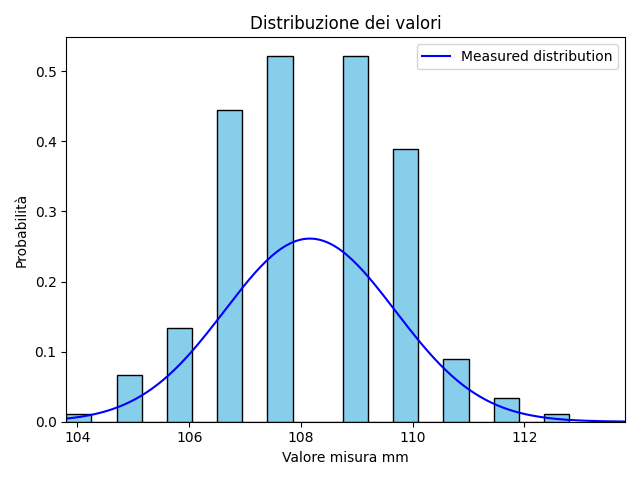 Distribuzione dei valori
Measured distribution
0.5
0.4
0.3
0.2
0.1
0.0
Probabilità
104 106 108 110 112
Valore misura mm